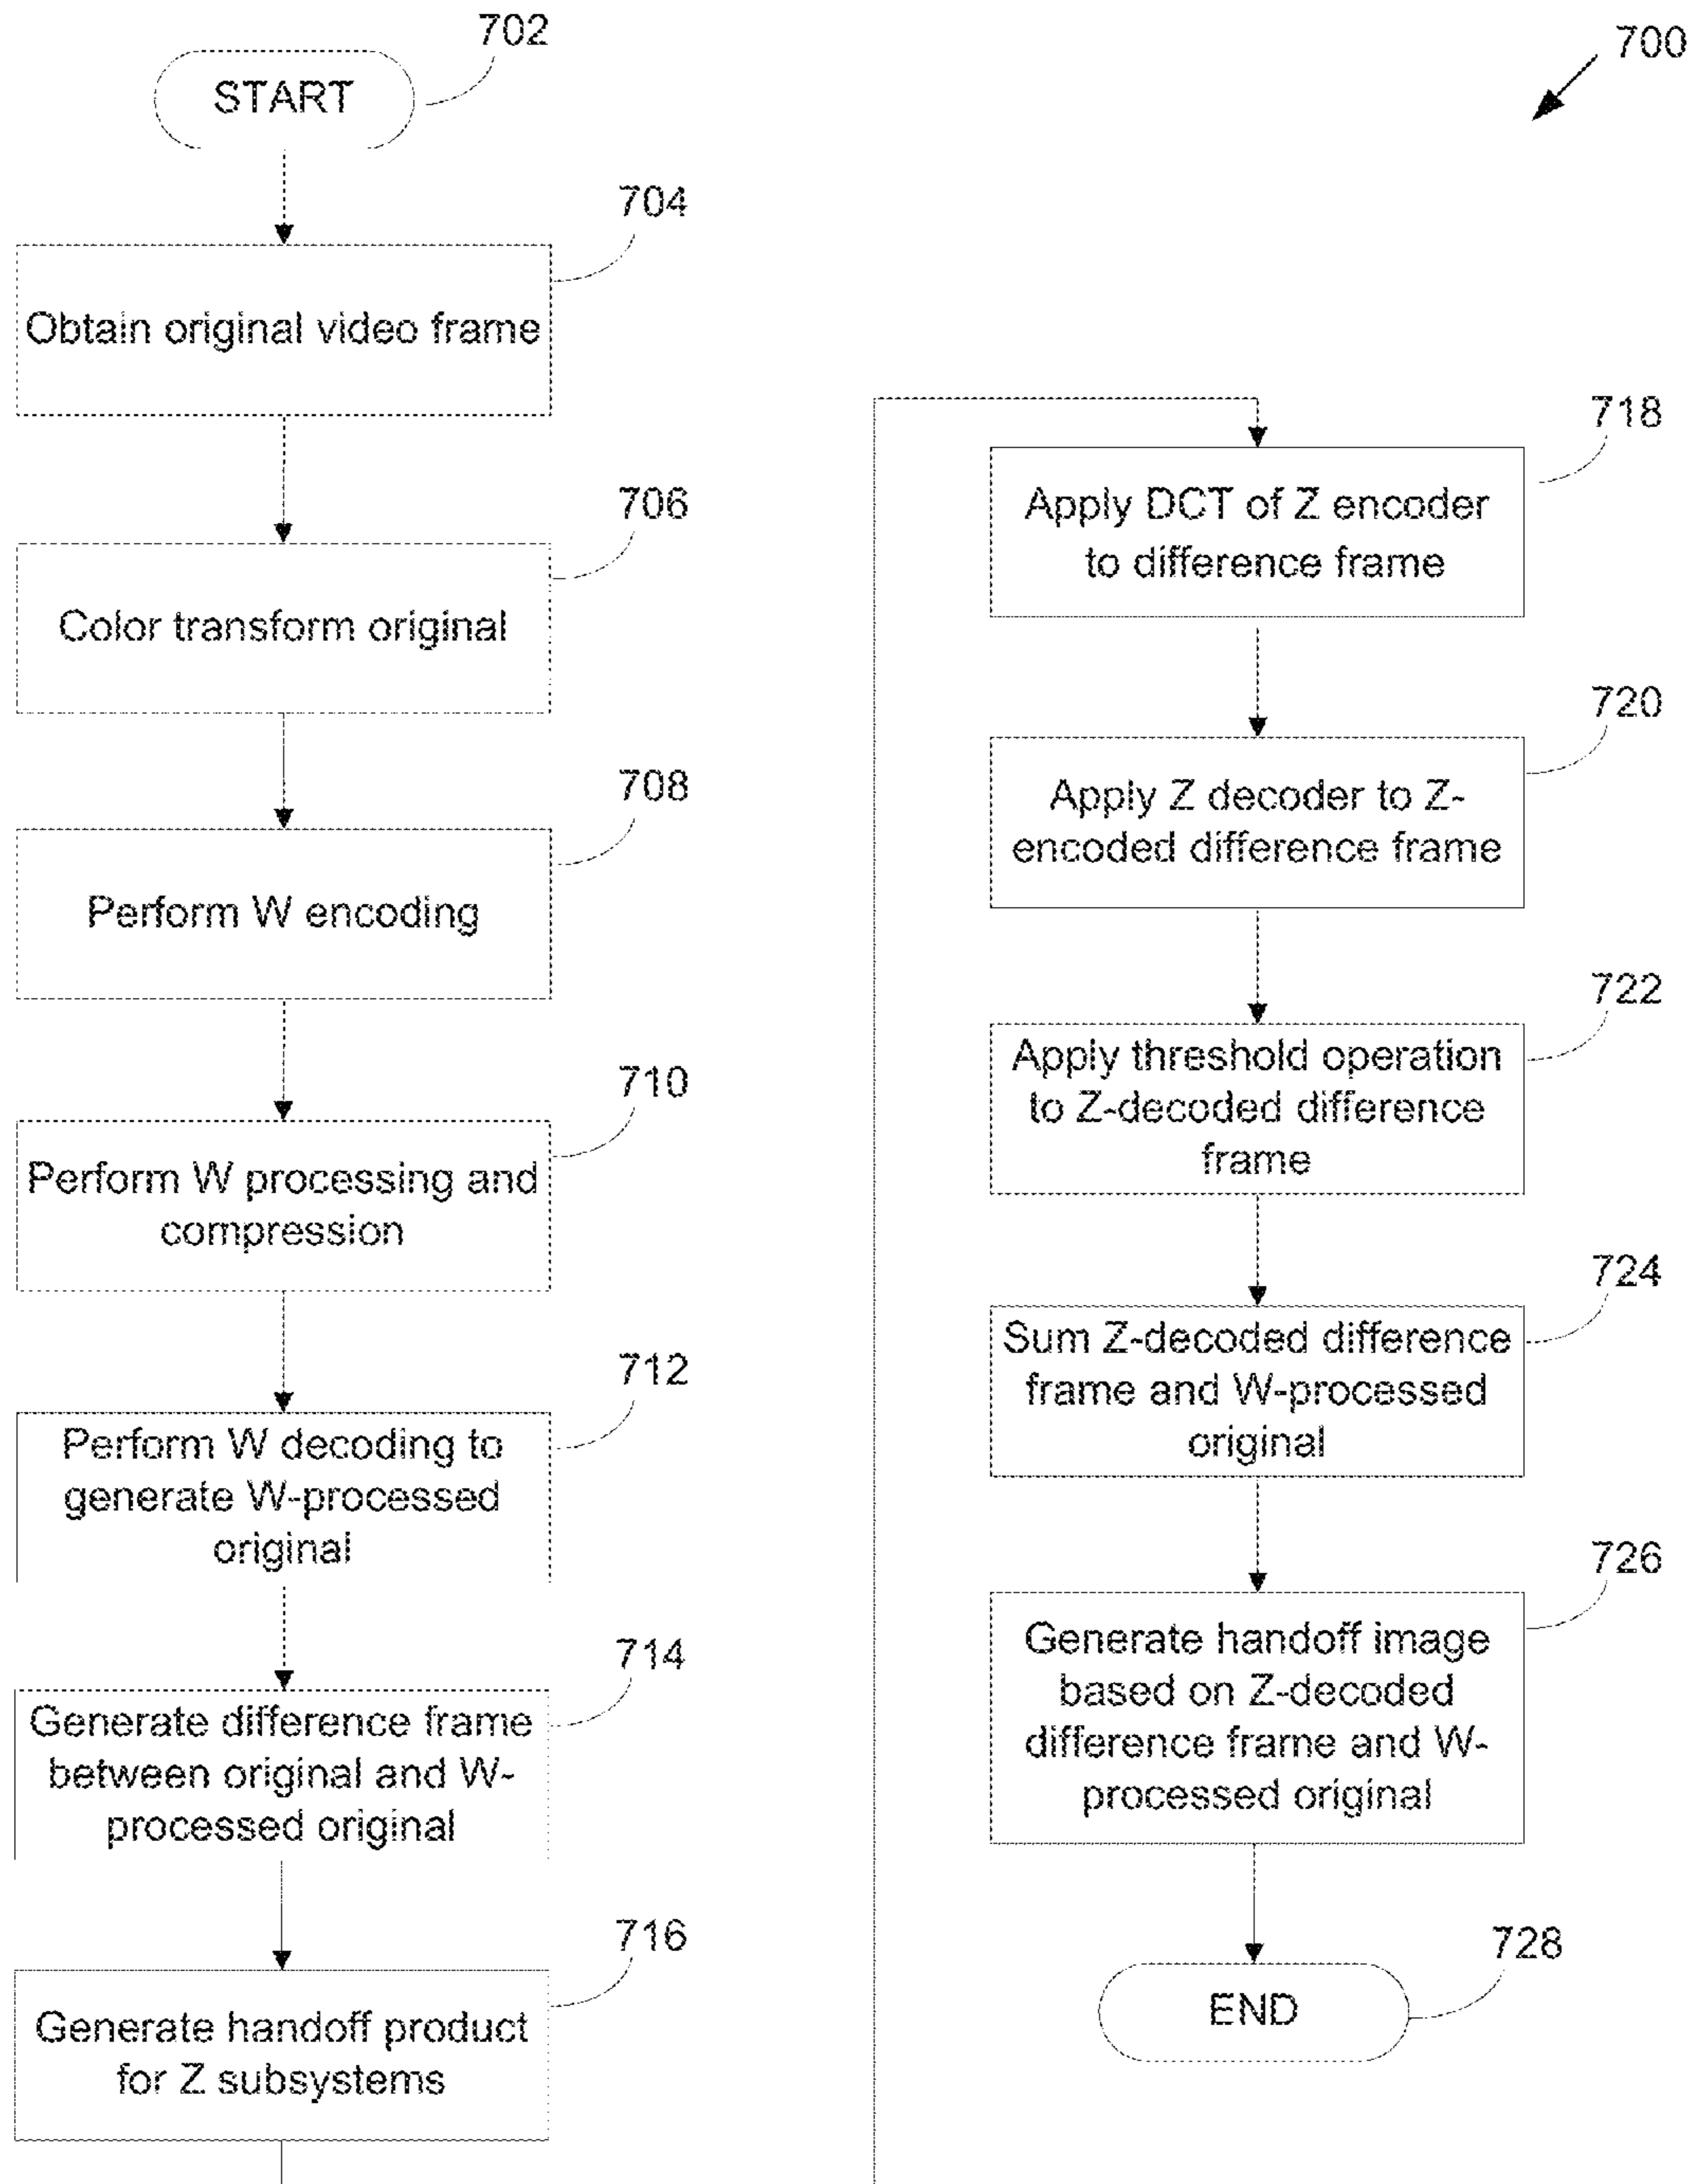 702
START
700
704
Obtain original video frame
706
Color transform original
708
Perform W encoding
710
Perform W processing and
compression
712
Perform W decoding to
generate W-processed
original
714
Generate difference frame
between original and W-
processed original
716
Generate handoff product
for Z subsystems
718
Apply DCT of Z encoder
to difference frame
720
Apply Z decoder to Z-
encoded difference frame
722
Apply threshold operation
to Z-decoded difference
frame
724
Sum Z-decoded difference
frame and W-processed
original
726
Generate handoff image
based on Z-decoded
difference frame and W-
processed original
728
END